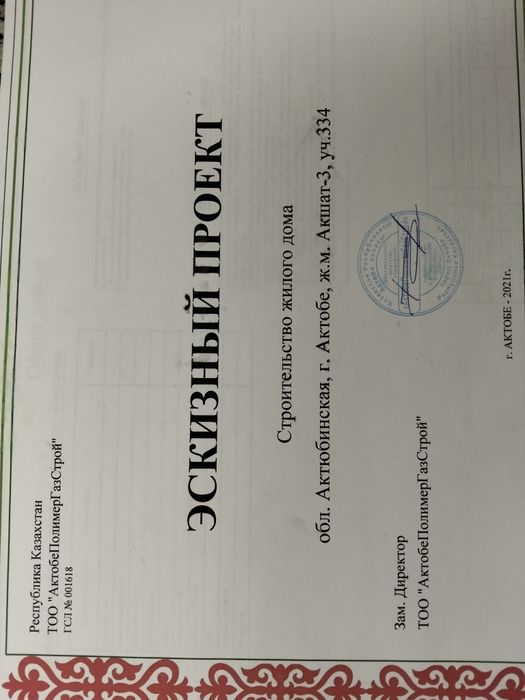 Республика Казахстан
ТОО "АктобеПолимерГазСтрой"
ГСЛ № 001618
ЭСКИЗНЫЙ ПРОЕКТ
Строительство жилого дома
обл. Актюбинская, г. Актобе, ж.м. Акшат-3, уч.334
Зам. Директор
ТОО "АктобеПолимерГазСтрой"
г. АКТОБЕ - 2021г.